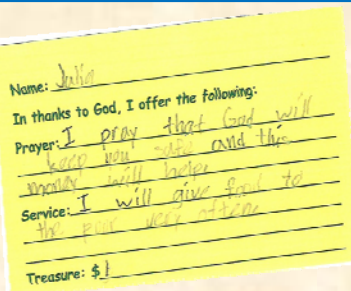 Name: Julia
In thanks to God, I offer the following:
Prayer: I pray that God will
keep you safe and this
money will help.
Service: I will give food to
the poor very oftene
Treasure: $1